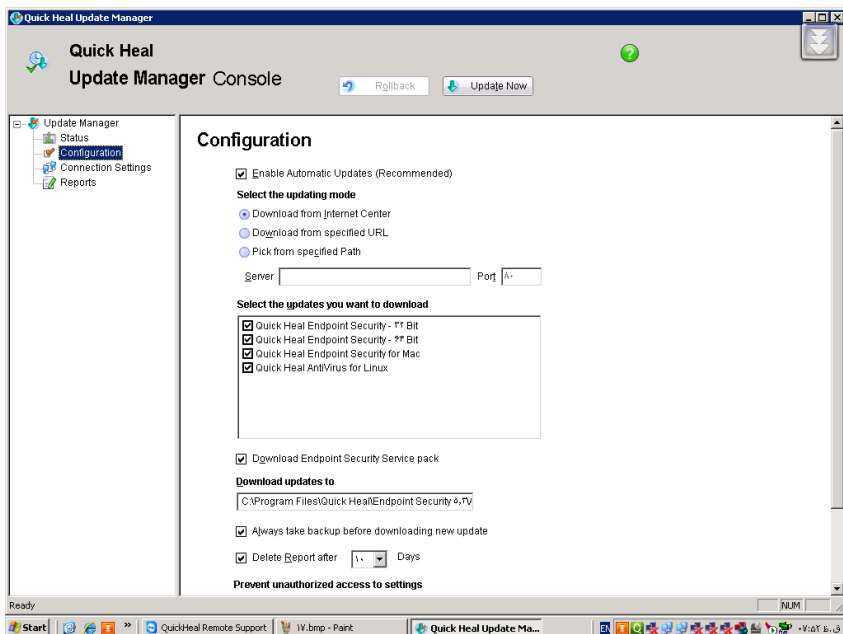 Quick Heal Update Manager
Quick Heal
Update Manager Console
Rollback
Update Now
Update Manager
Status
Configuration
Connection Settings
Reports
Configuration
Enable Automatic Updates (Recommended)
Select the updating mode
Download from Internet Center
Download from specified URL
Pick from specified Path
Server
Port ۸۰
Select the updates you want to download
Quick Heal Endpoint Security - ۳۲ Bit
Quick Heal Endpoint Security - ۶۴ Bit
Quick Heal Endpoint Security for Mac
Quick Heal AntiVirus for Linux
Download Endpoint Security Service pack
Download updates to
C:\Program Files\Quick Heal\Endpoint Security ۵,۳\
Always take backup before downloading new update
Delete Report after ۱۰ Days
Prevent unauthorized access to settings
Ready
NUM
Start
QuickHeal Remote Support
۱۷.bmp - Paint
Quick Heal Update Ma...
EN
۰۷:۵۲ ق.ظ